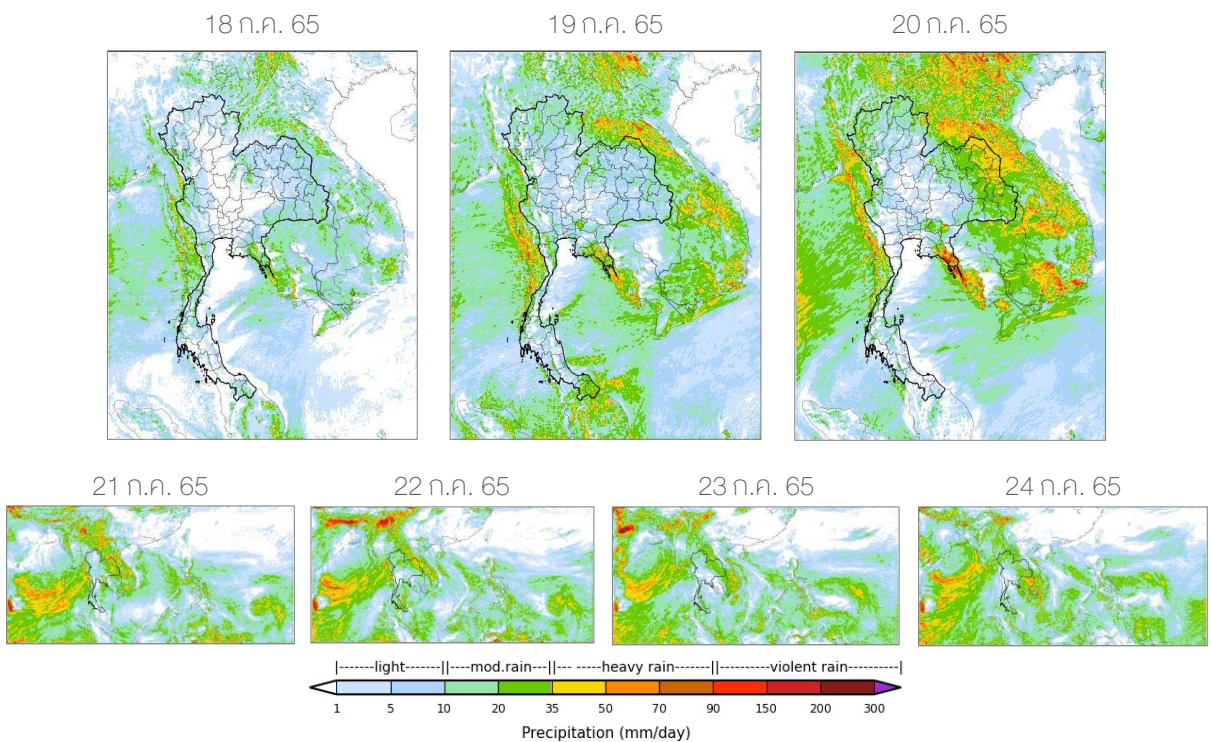 18 ก.ค. 65
19 ก.ค. 65
20 ก.ค. 65
21 ก.ค. 65
22 ก.ค. 65
23 ก.ค. 65
24 ก.ค. 65
|-------light-------||----mod.rain---||--- -----heavy rain-------||----------violent rain----------|
1 5 10 20 35 50 70 90 150 200 300
Precipitation (mm/day)